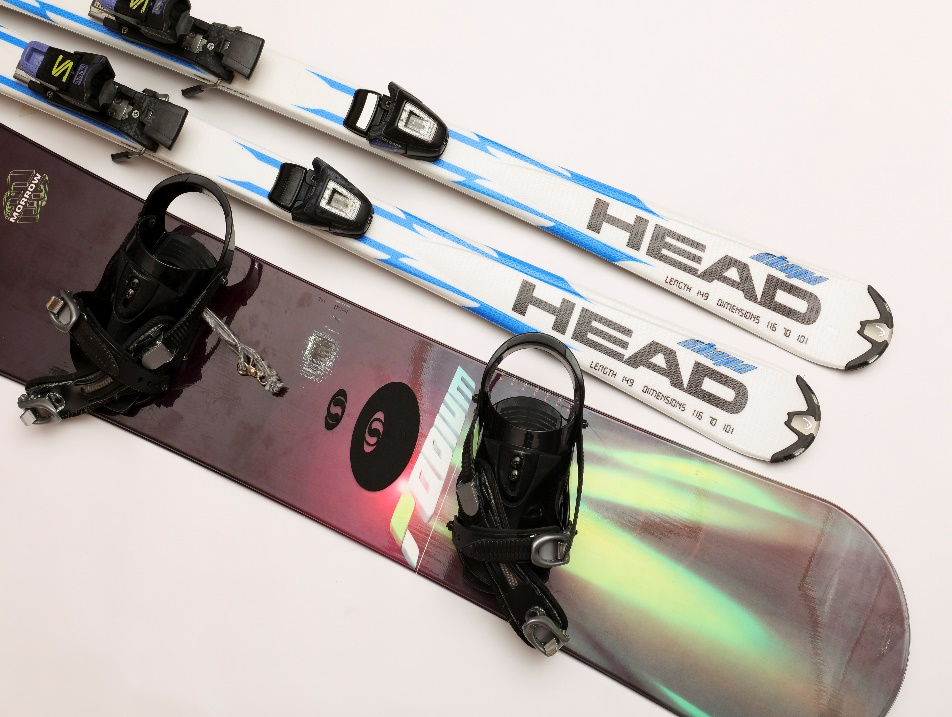 HEAD
LENGTH 149 DIMENSIONS 116 70 101
HEAD
LENGTH 149 DIMENSIONS 116 70 101
MORROW